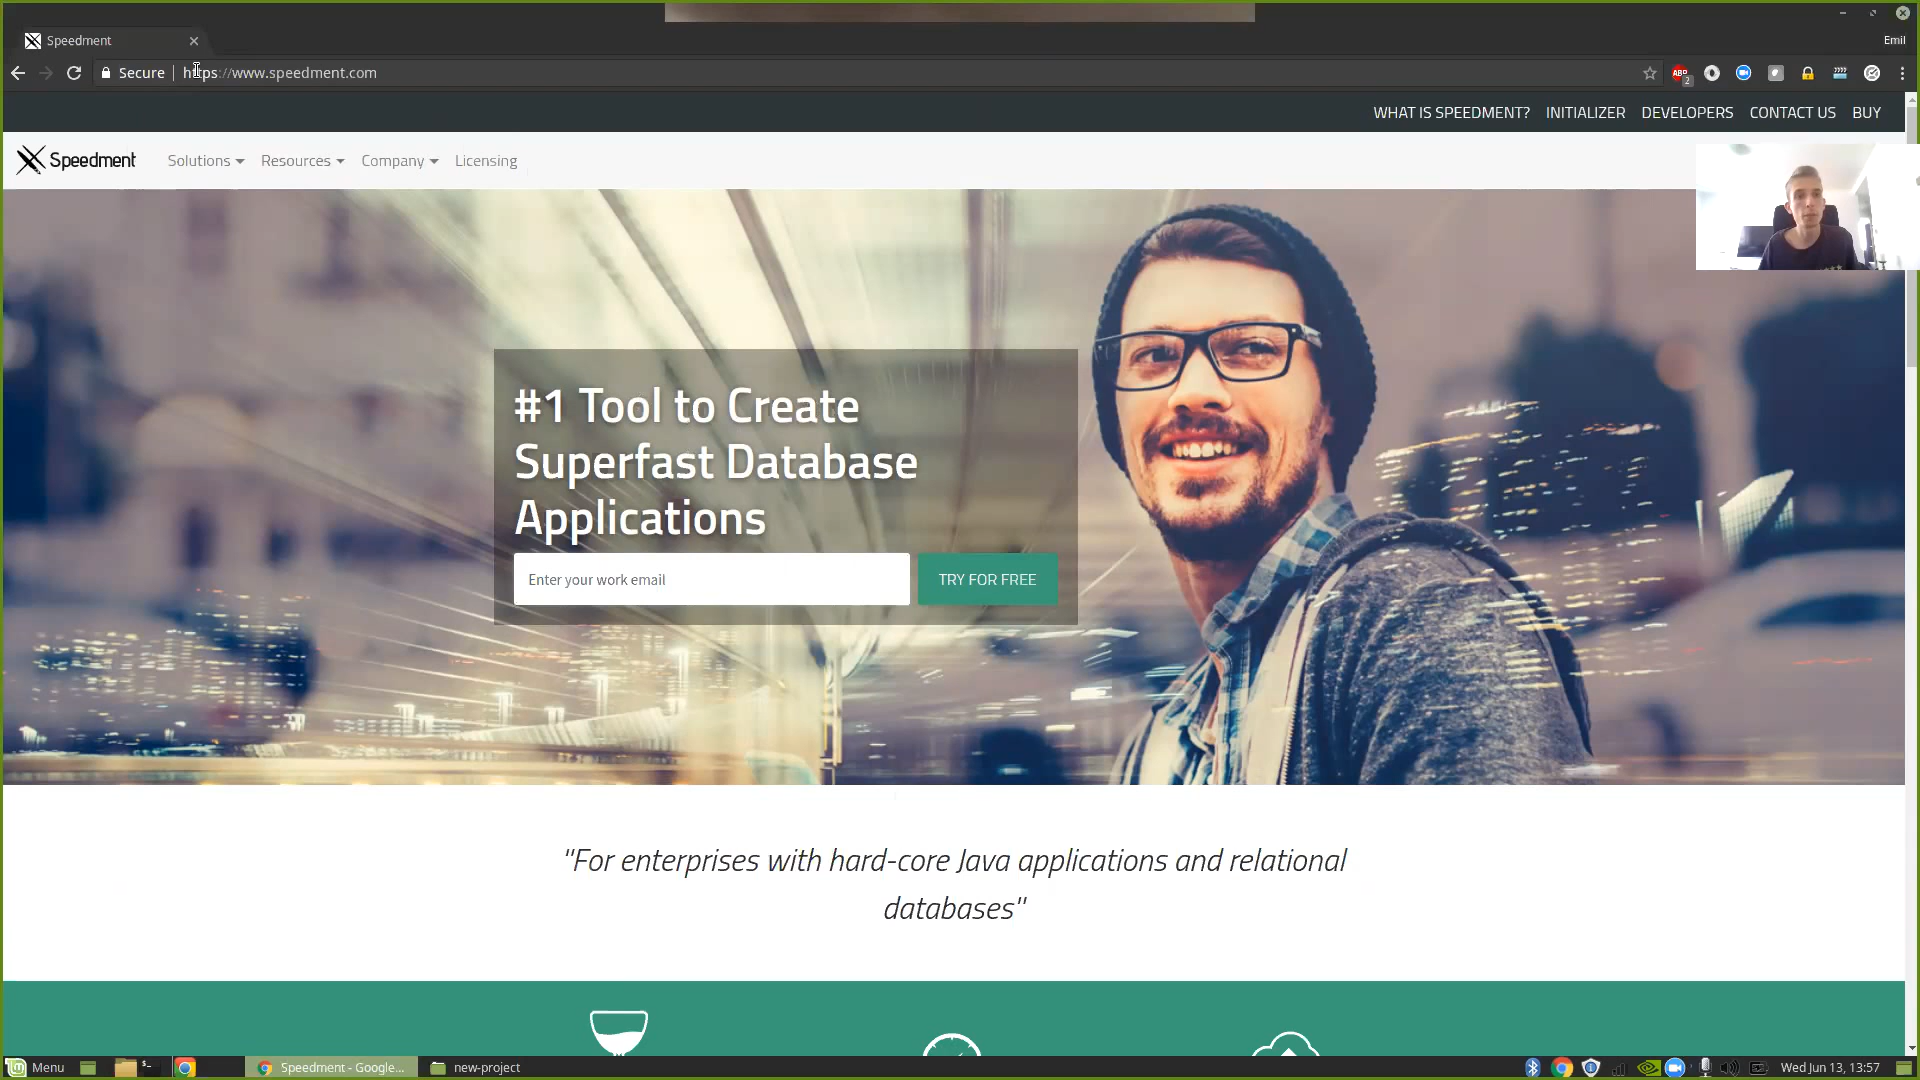 Speedment
Emil
Secure | https://www.speedment.com
ABP
2
WHAT IS SPEEDMENT? INITIALIZER DEVELOPERS CONTACT US BUY
Speedment Solutions Resources Company Licensing
#1 Tool to Create
Superfast Database
Applications
Enter your work email
TRY FOR FREE
"For enterprises with hard-core Java applications and relational
databases"
Menu
Speedment - Google...
new-project
Wed Jun 13, 13:57